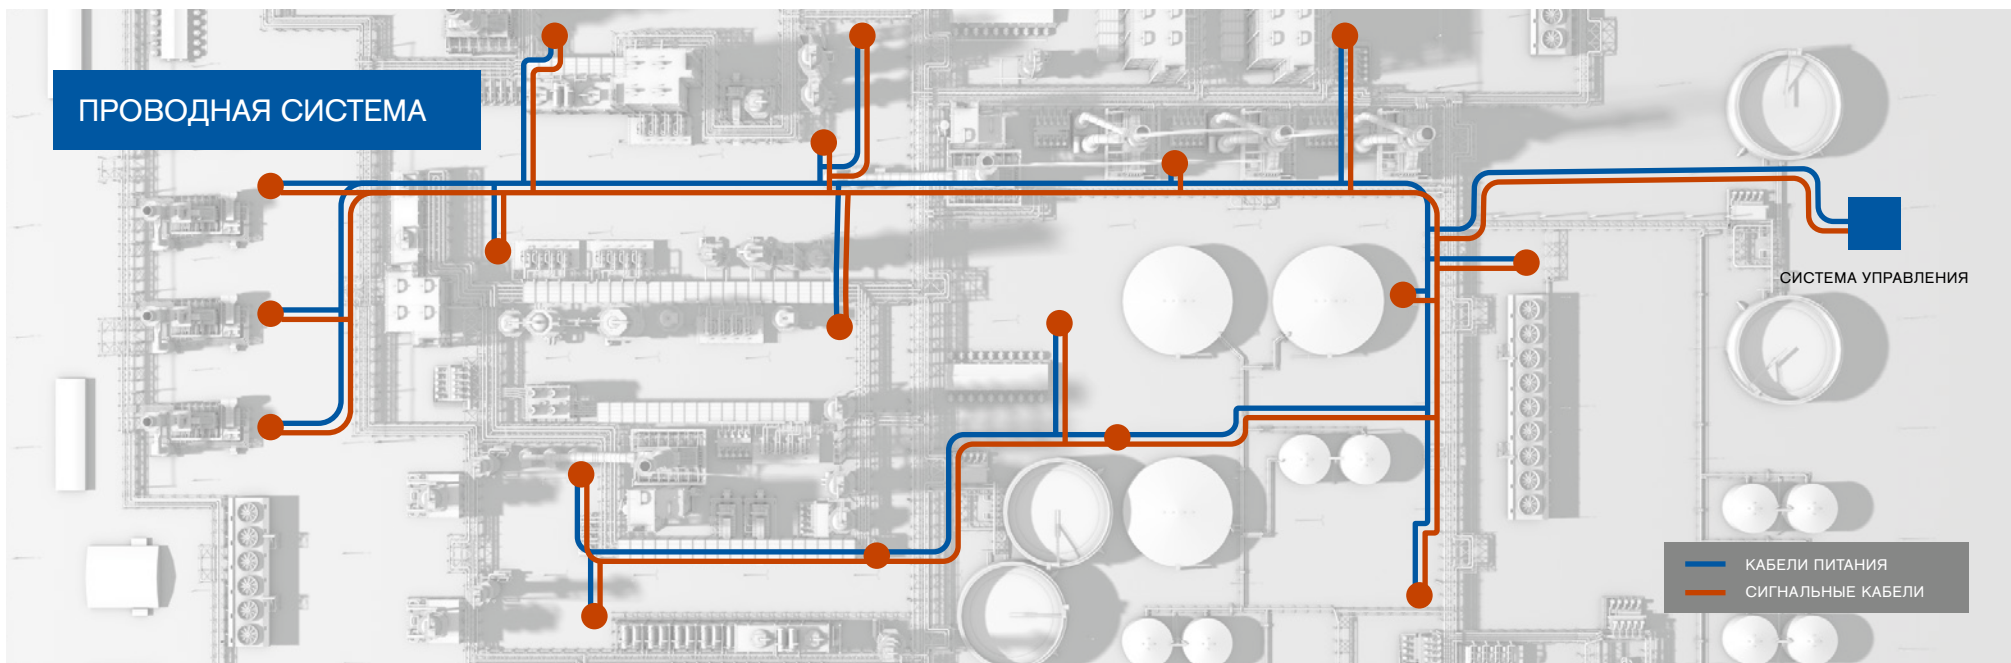 ПРОВОДНАЯ СИСТЕМА
СИСТЕМА УПРАВЛЕНИЯ
КАБЕЛИ ПИТАНИЯ
СИГНАЛЬНЫЕ КАБЕЛИ